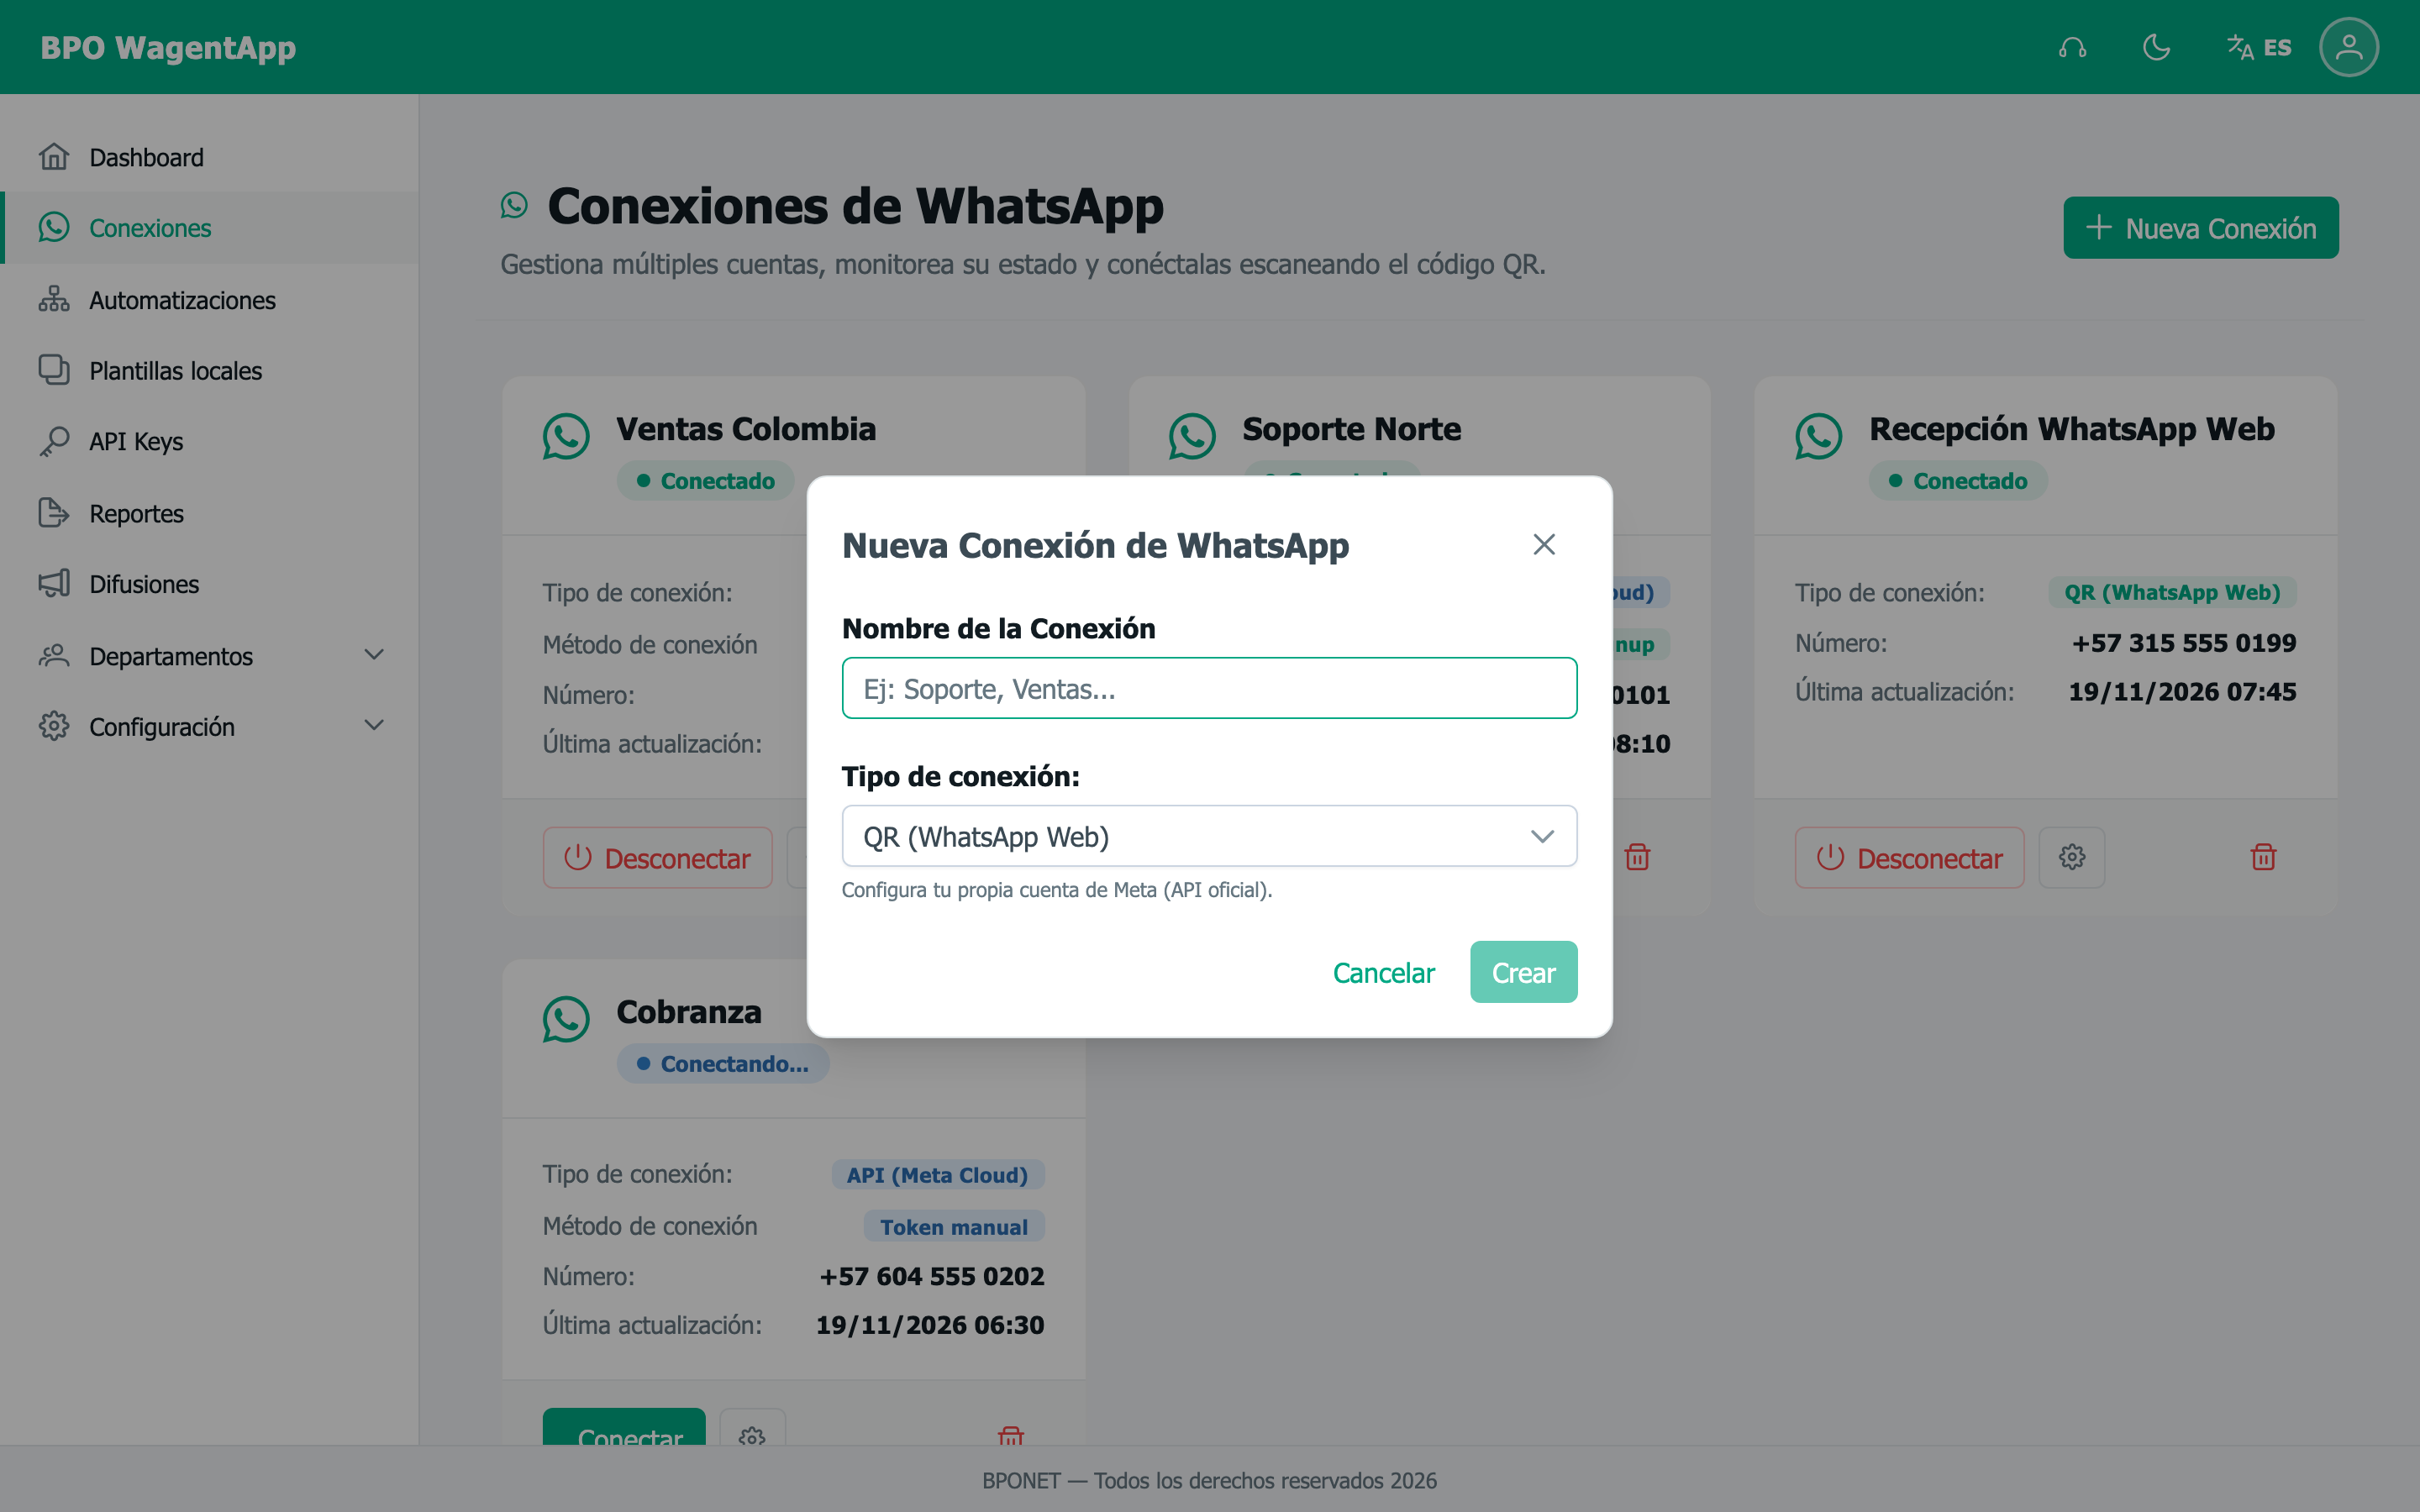 BPO WagentApp
ES
Dashboard
Conexiones
Automatizaciones
Plantillas locales
API Keys
Reportes
Difusiones
Departamentos
Configuración
Conexiones de WhatsApp
Gestiona múltiples cuentas, monitorea su estado y conéctalas escaneando el código QR.
Nueva Conexión
Ventas Colombia
Conectado
Tipo de conexión:
Método de conexión
Número:
Última actualización:
Desconectar
Soporte Norte
0101
08:10
Recepción WhatsApp Web
Conectado
Tipo de conexión: QR (WhatsApp Web)
Número: +57 315 555 0199
Última actualización: 19/11/2026 07:45
Desconectar
Nueva Conexión de WhatsApp
Nombre de la Conexión
Ej: Soporte, Ventas...
Tipo de conexión:
QR (WhatsApp Web)
Configura tu propia cuenta de Meta (API oficial).
Cancelar
Crear
Cobranza
Conectando...
Tipo de conexión: API (Meta Cloud)
Método de conexión Token manual
Número: +57 604 555 0202
Última actualización: 19/11/2026 06:30
Conectar
BPONET — Todos los derechos reservados 2026